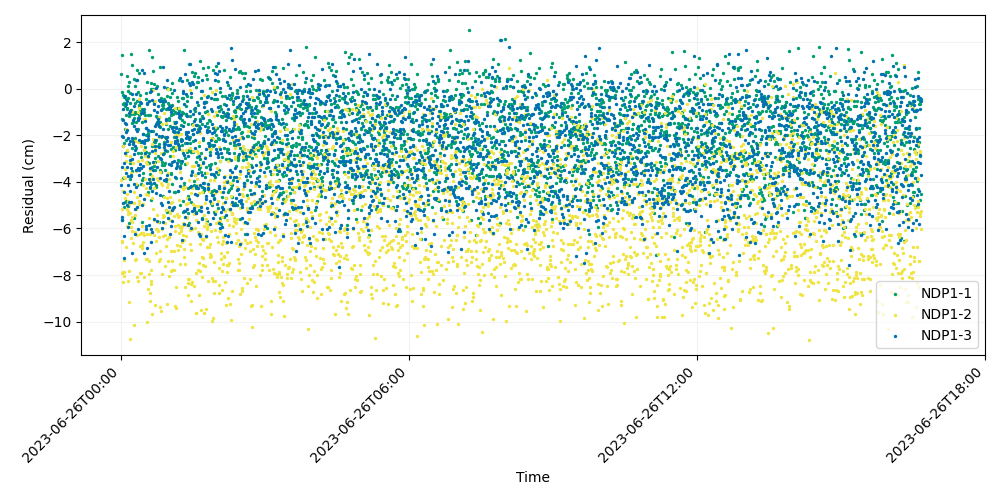 2
0
−2
−4
−6
−8
−10
Residual (cm)
NDP1-1
NDP1-2
NDP1-3
2023-06-26T00:00
2023-06-26T06:00
2023-06-26T12:00
2023-06-26T18:00
Time